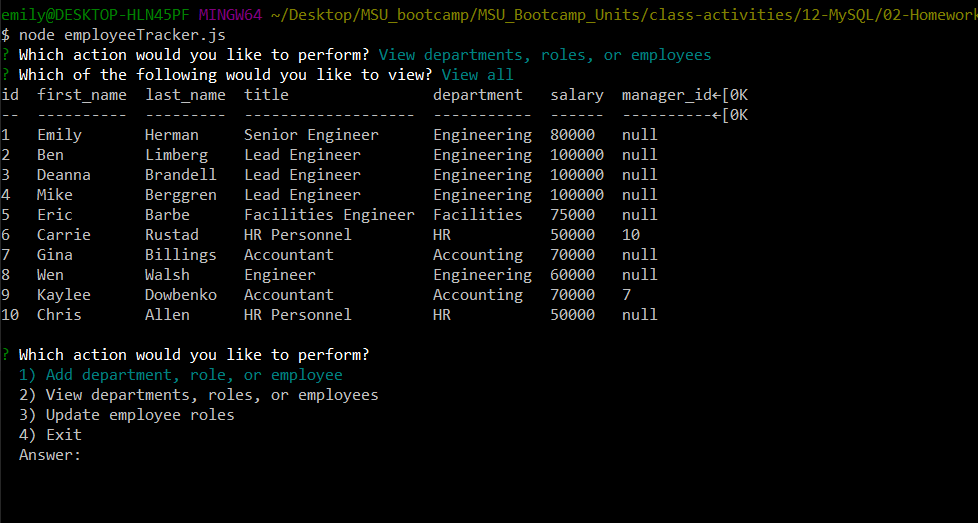 emily@DESKTOP-HLN45PF MINGW64 ~/Desktop/MSU_bootcamp/MSU_Bootcamp_Units/class-activities/12-MySQL/02-Homework
$ node employeeTracker.js
? Which action would you like to perform? View departments, roles, or employees
? Which of the following would you like to view? View all
id  first_name  last_name  title                department   salary  manager_id←[0K
--  ----------  ---------  -------------------  -----------  ------  ----------←[0K
1   Emily       Herman     Senior Engineer      Engineering  80000   null
2   Ben         Limberg    Lead Engineer        Engineering  100000  null
3   Deanna      Brandell   Lead Engineer        Engineering  100000  null
4   Mike        Berggren   Lead Engineer        Engineering  100000  null
5   Eric        Barbe      Facilities Engineer  Facilities   75000   null
6   Carrie      Rustad     HR Personnel         HR           50000   10
7   Gina        Billings   Accountant           Accounting   70000   null
8   Wen         Walsh      Engineer             Engineering  60000   null
9   Kaylee      Dowbenko   Accountant           Accounting   70000   7
10  Chris       Allen      HR Personnel         HR           50000   null
? Which action would you like to perform?
1) Add department, role, or employee
2) View departments, roles, or employees
3) Update employee roles
4) Exit
Answer: